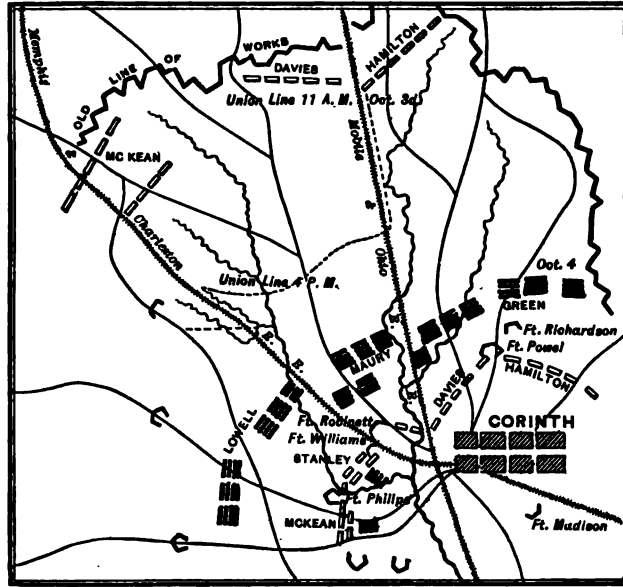 Memphis
OLD LINE OF WORKS
DAVIES
HAMILTON
Union Line 11 A.M. Oct. 3d
MC KEAN
&
Charleston
R. R.
Mobile
&
Ohio
R.
R.
Union Line 4 P.M.
Oct. 4
GREEN
Ft. Richardson
Ft. Powel
HAMILTON
MAURY
DAVIES
CORINTH
LOWELL
Ft. Robinett
Ft. Williams
STANLEY
Ft. Philips
MCKEAN
Ft. Madison